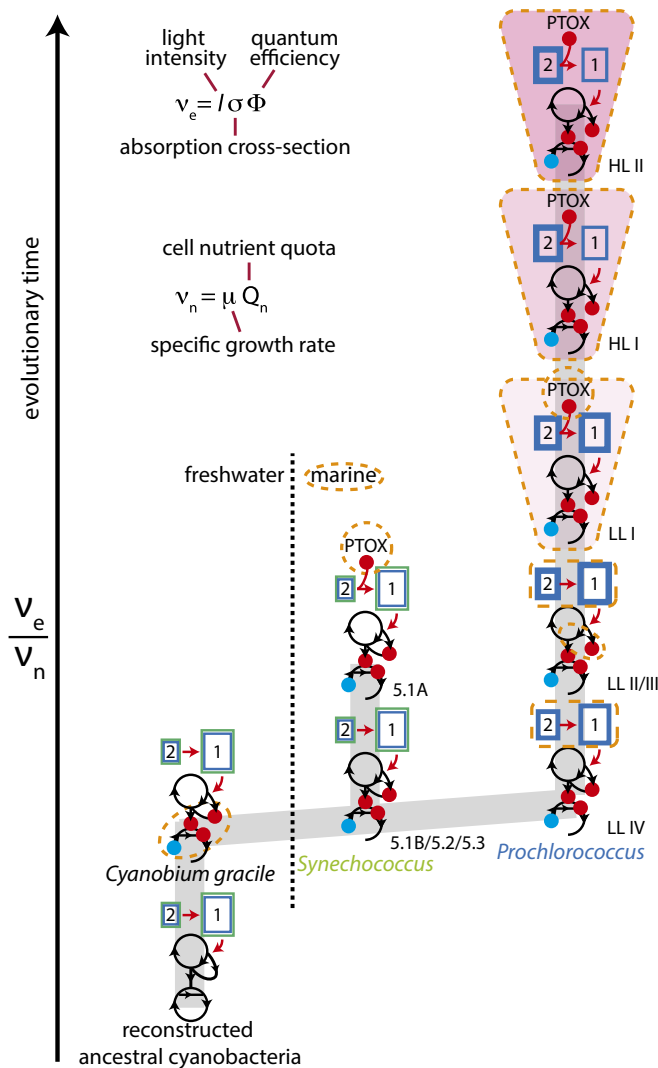 light
intensity
quantum
efficiency
νe = I σ Φ
absorption cross-section
cell nutrient quota
νn = μ Qn
specific growth rate
evolutionary time
νe
νn
freshwater
marine
PTOX
2
1
HL II
PTOX
2
1
HL I
PTOX
2
1
LL I
PTOX
2
1
5.1A
2
1
LL II/III
2
1
2
1
5.1B/5.2/5.3
2
1
LL IV
Cyanobium gracile
Synechococcus
Prochlorococcus
2
1
reconstructed
ancestral cyanobacteria